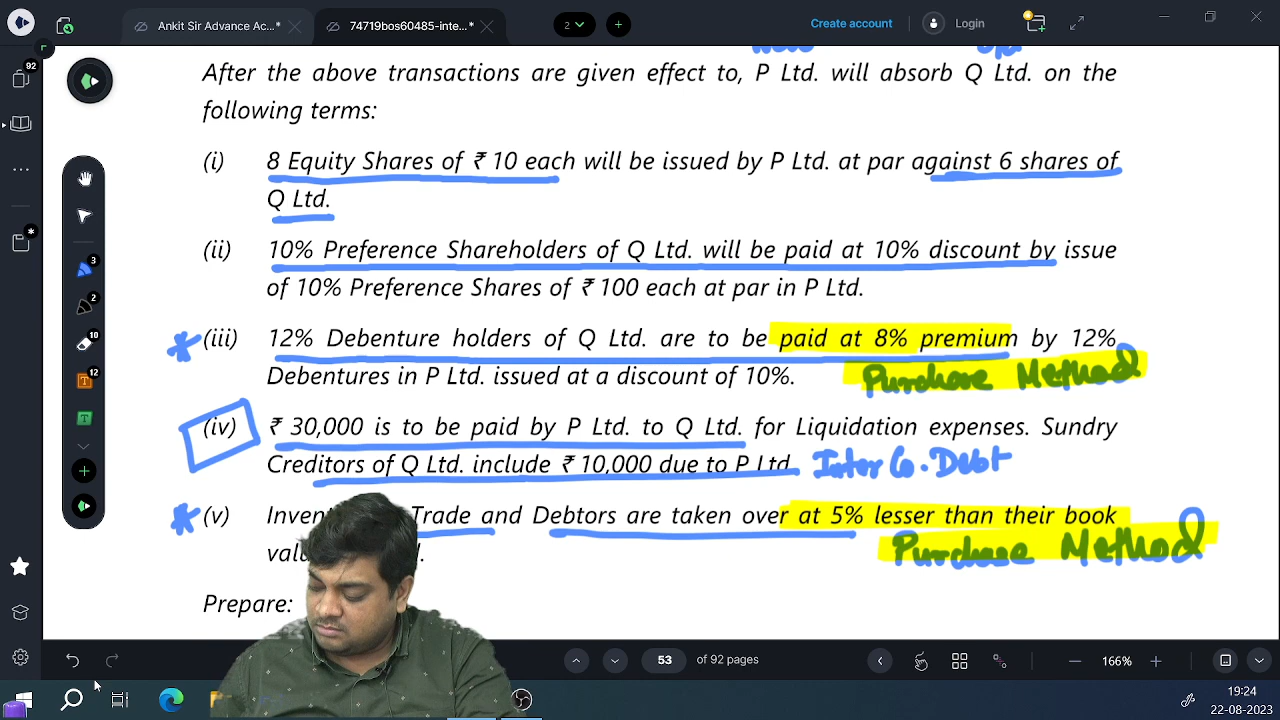 92
Ankit Sir Advance...
74719bos60485-inte...
2
Create account
Login
After the above transactions are given effect to, P Ltd. will absorb Q Ltd. on the
following terms:
(i) 8 Equity Shares of ₹ 10 each will be issued by P Ltd. at par against 6 shares of
Q Ltd.
(ii) 10% Preference Shareholders of Q Ltd. will be paid at 10% discount by issue
of 10% Preference Shares of ₹ 100 each at par in P Ltd.
(iii) 12% Debenture holders of Q Ltd. are to be paid at 8% premium by 12%
Debentures in P Ltd. issued at a discount of 10%. Purchase Method
(iv) ₹ 30,000 is to be paid by P Ltd. to Q Ltd. for Liquidation expenses. Sundry
Creditors of Q Ltd. include ₹ 10,000 due to P Ltd. Inter Co. Debt
(v) Trade and Debtors are taken over at 5% lesser than their book
Purchase Method
Prepare:
3
2
10
12
T
T
53 of 92 pages
166%
19:24
22-08-2023